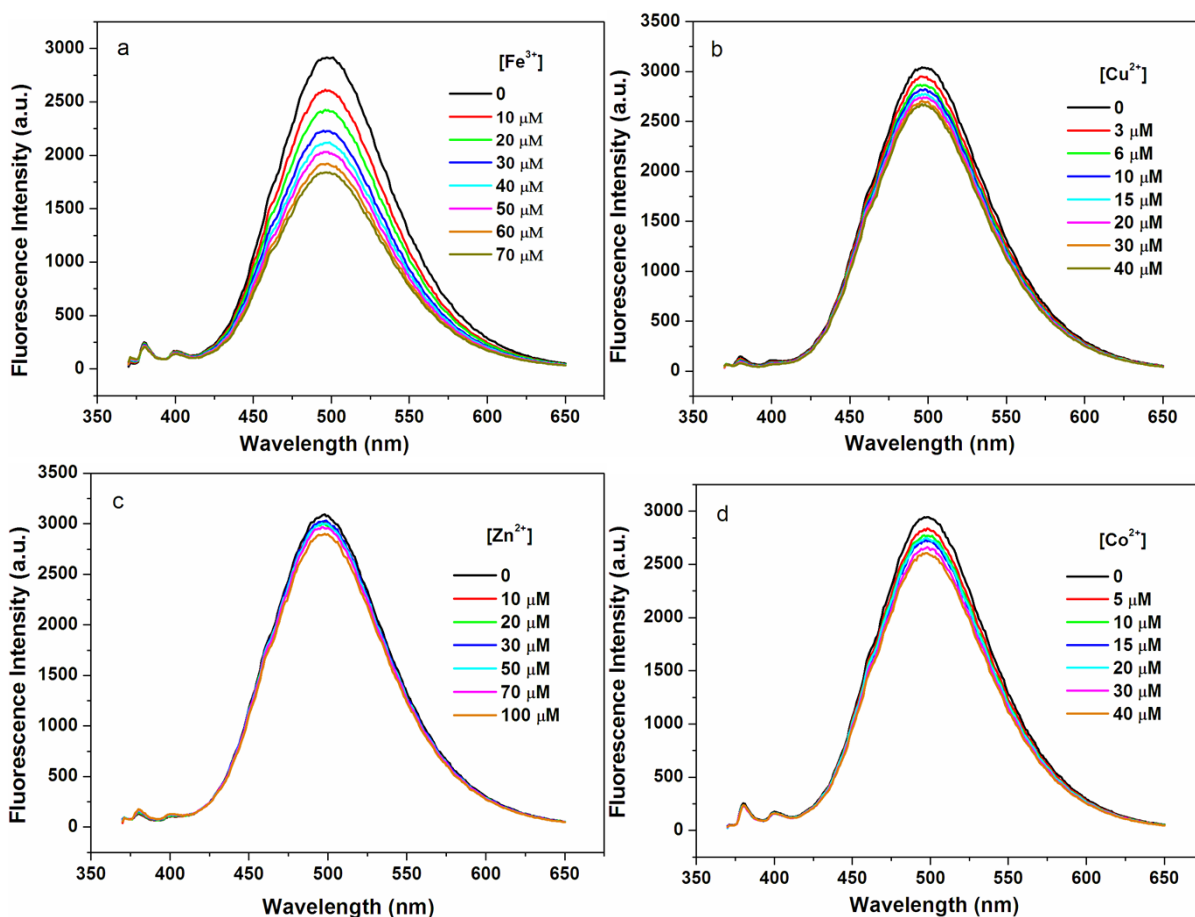 a
[Fe3+]
0
10 μM
20 μM
30 μM
40 μM
50 μM
60 μM
70 μM
3000
2500
2000
1500
1000
500
0
350 400 450 500 550 600 650
Fluorescence Intensity (a.u.)
Wavelength (nm)
b
[Cu2+]
0
3 μM
6 μM
10 μM
15 μM
20 μM
30 μM
40 μM
3500
3000
2500
2000
1500
1000
500
0
350 400 450 500 550 600 650
Fluorescence Intensity (a.u.)
Wavelength (nm)
c
[Zn2+]
0
10 μM
20 μM
30 μM
50 μM
70 μM
100 μM
3500
3000
2500
2000
1500
1000
500
0
350 400 450 500 550 600 650
Fluorescence Intensity (a.u.)
Wavelength (nm)
d
[Co2+]
0
5 μM
10 μM
15 μM
20 μM
30 μM
40 μM
3000
2500
2000
1500
1000
500
0
350 400 450 500 550 600 650
Fluorescence Intensity (a.u.)
Wavelength (nm)